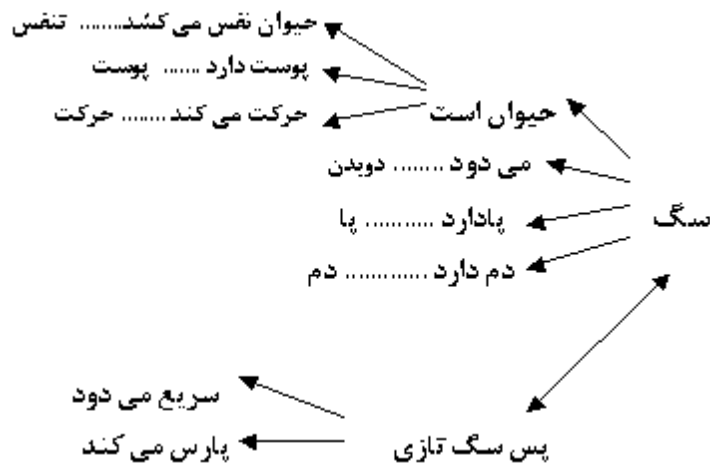 حیوان نفس می کشد........ تنفس
پوست دارد ...... پوست
حرکت می کند ........ حرکت
حیوان است
می دود ........ دویدن
پادارد ........... پا
سگ
دم دارد ............. دم
سریع می دود
پس سگ تازی
پارس می کند